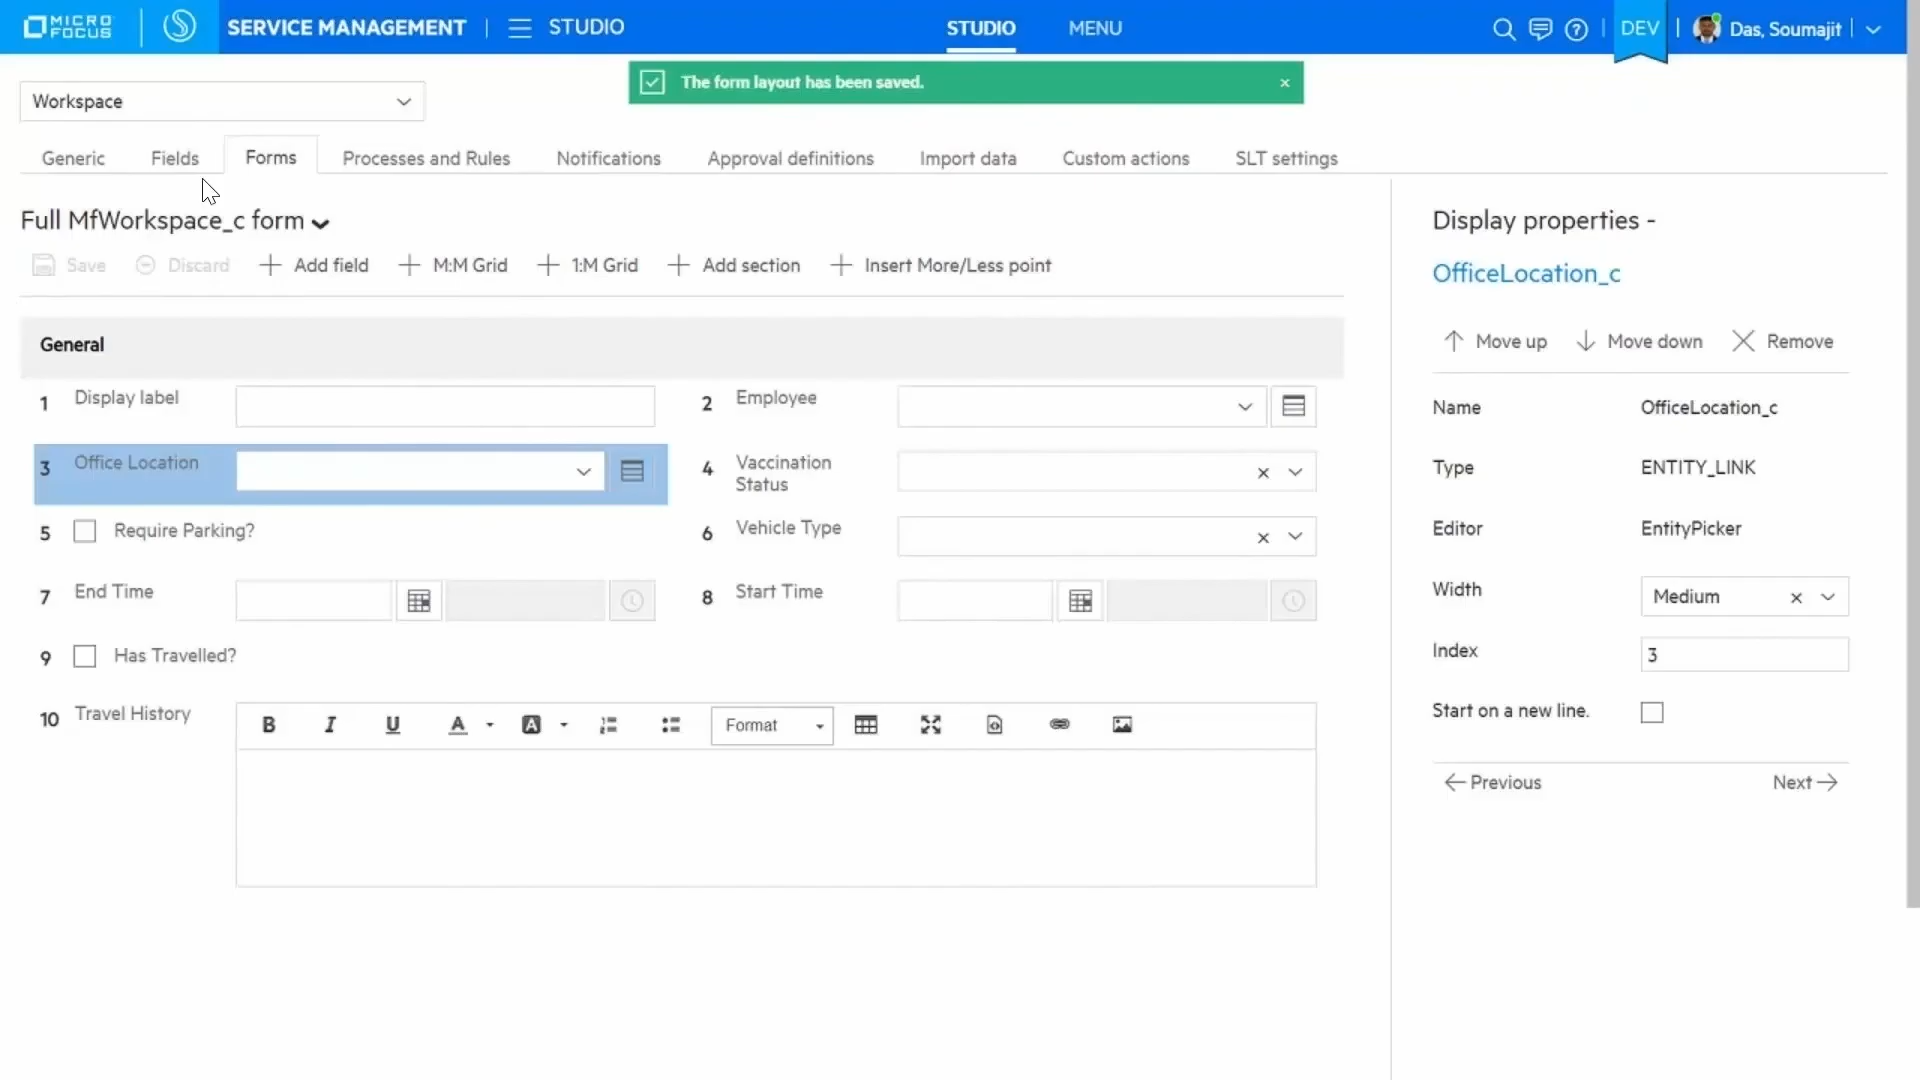 MICRO FOCUS | SERVICE MANAGEMENT | STUDIO STUDIO MENU DEV Das, Soumajit
The form layout has been saved.
Workspace
Generic Fields Forms Processes and Rules Notifications Approval definitions Import data Custom actions SLT settings
Full MfWorkspace_c form
Save Discard Add field M:M Grid 1:M Grid Add section Insert More/Less point
General
1 Display label 2 Employee
3 Office Location 4 Vaccination Status
5 Require Parking? 6 Vehicle Type
7 End Time 8 Start Time
9 Has Travelled?
10 Travel History B I U A A Format
Display properties -
OfficeLocation_c
Move up Move down Remove
Name OfficeLocation_c
Type ENTITY_LINK
Editor EntityPicker
Width Medium
Index 3
Start on a new line.
Previous Next